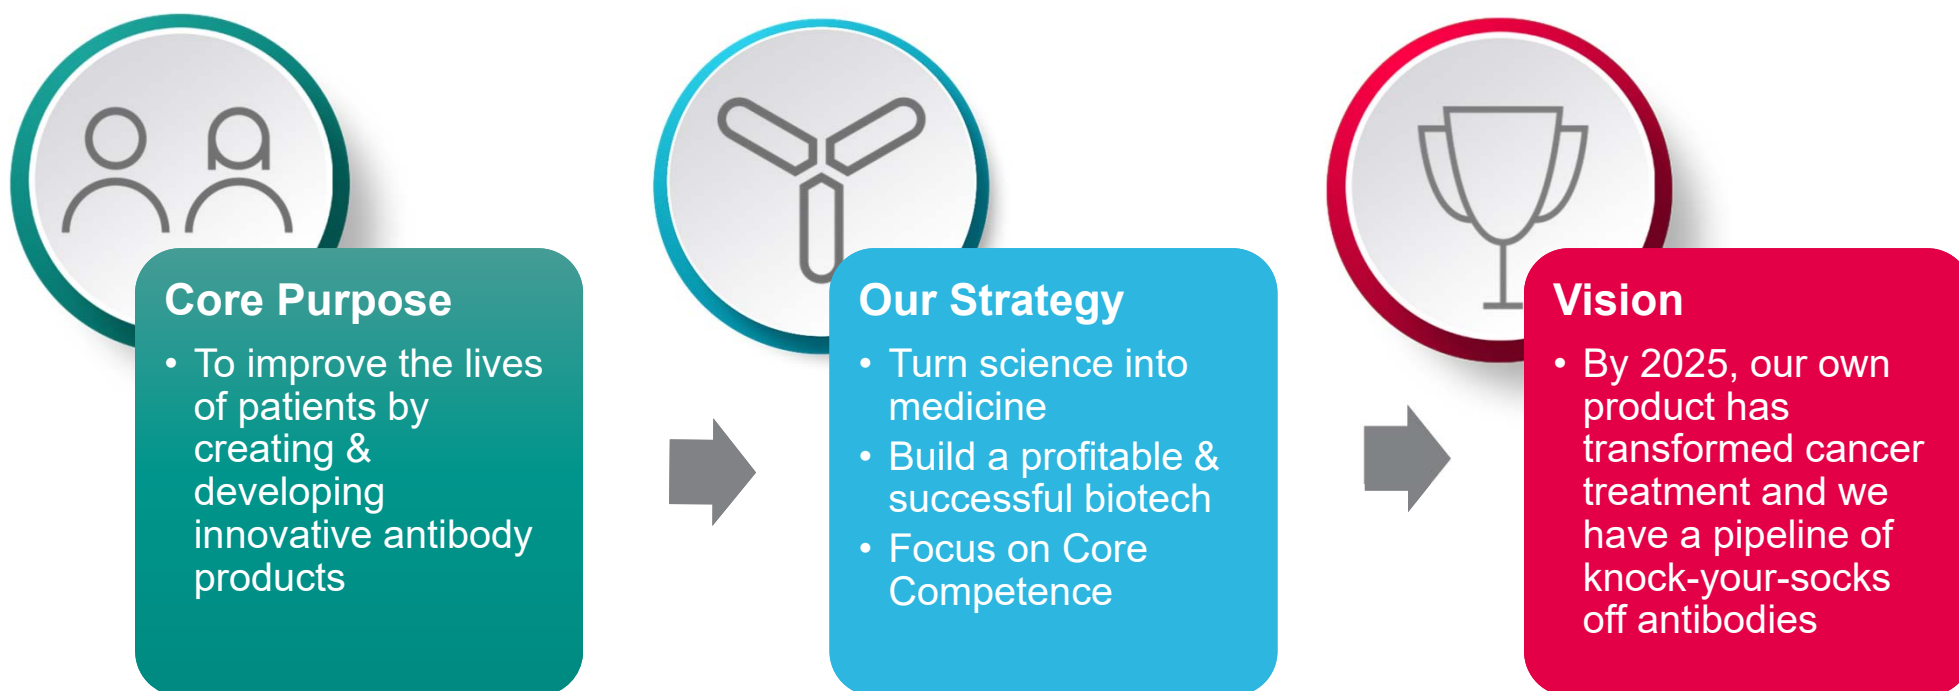 Core Purpose
• To improve the lives
of patients by
creating &
developing
innovative antibody
products
Our Strategy
• Turn science into
medicine
• Build a profitable &
successful biotech
• Focus on Core
Competence
Vision
• By 2025, our own
product has
transformed cancer
treatment and we
have a pipeline of
knock-your-socks
off antibodies